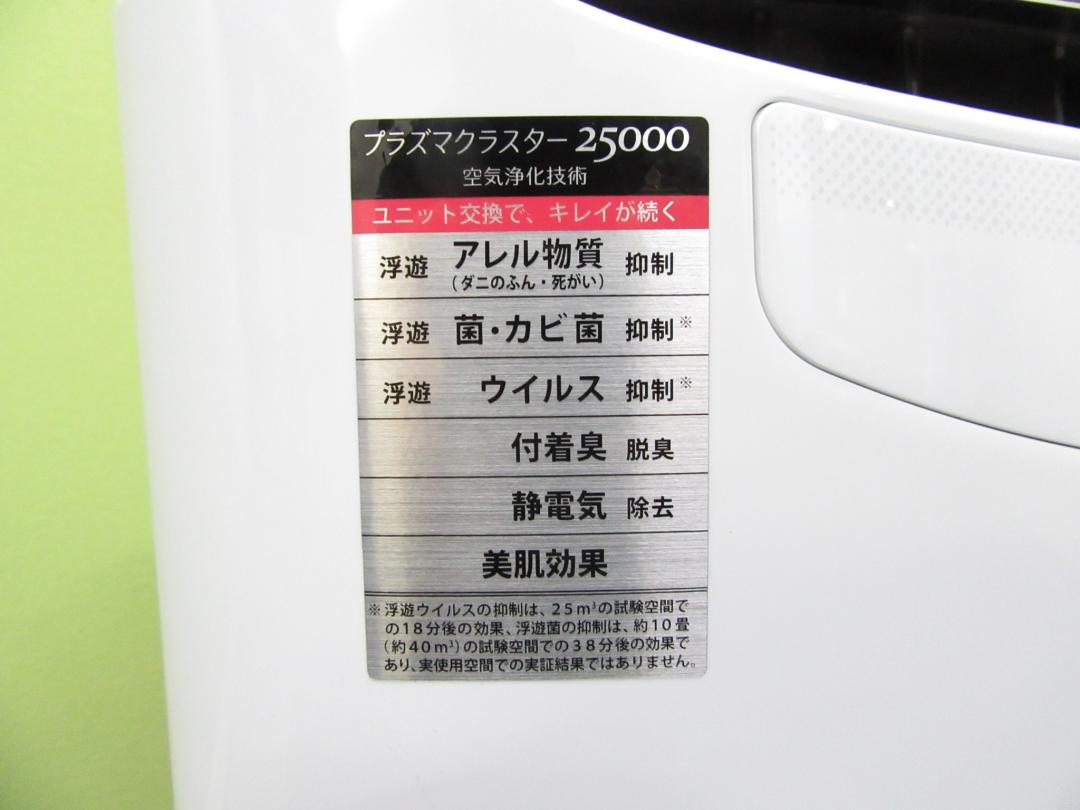 プラズマクラスター 25000
空気浄化技術
ユニット交換で、キレイが続く
浮遊 アレル物質 抑制
(ダニのふん・死がい)
浮遊 菌・カビ菌 抑制※
浮遊 ウイルス 抑制※
付着臭 脱臭
静電気 除去
美肌効果
※浮遊ウイルスの抑制は、25m³の試験空間で
の18分後の効果、浮遊菌の抑制は、約10畳
(約40m³)の試験空間での38分後の効果で
あり、実使用空間での実証結果ではありません。